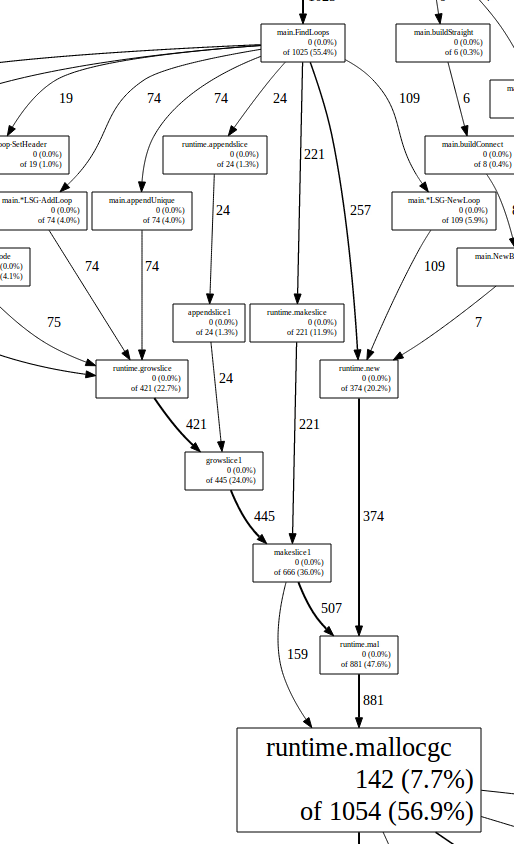 main.FindLoops
0 (0.0%)
of 1025 (55.4%)
main.buildStraight
0 (0.0%)
of 6 (0.3%)
19
74
74
24
109
6
oop·SetHeader
0 (0.0%)
of 19 (1.0%)
runtime.appendslice
0 (0.0%)
of 24 (1.3%)
main.buildConnect
0 (0.0%)
of 8 (0.4%)
221
main.*LSG·AddLoop
0 (0.0%)
of 74 (4.0%)
main.appendUnique
0 (0.0%)
of 74 (4.0%)
24
257
main.*LSG·NewLoop
0 (0.0%)
of 109 (5.9%)
ode
(0.0%)
(4.1%)
74
74
109
main.NewB
75
appendslice1
0 (0.0%)
of 24 (1.3%)
runtime.makeslice
0 (0.0%)
of 221 (11.9%)
7
runtime.growslice
0 (0.0%)
of 421 (22.7%)
24
runtime.new
0 (0.0%)
of 374 (20.2%)
421
221
growslice1
0 (0.0%)
of 445 (24.0%)
445
374
makeslice1
0 (0.0%)
of 666 (36.0%)
507
159
runtime.mal
0 (0.0%)
of 881 (47.6%)
881
runtime.mallocgc
142 (7.7%)
of 1054 (56.9%)